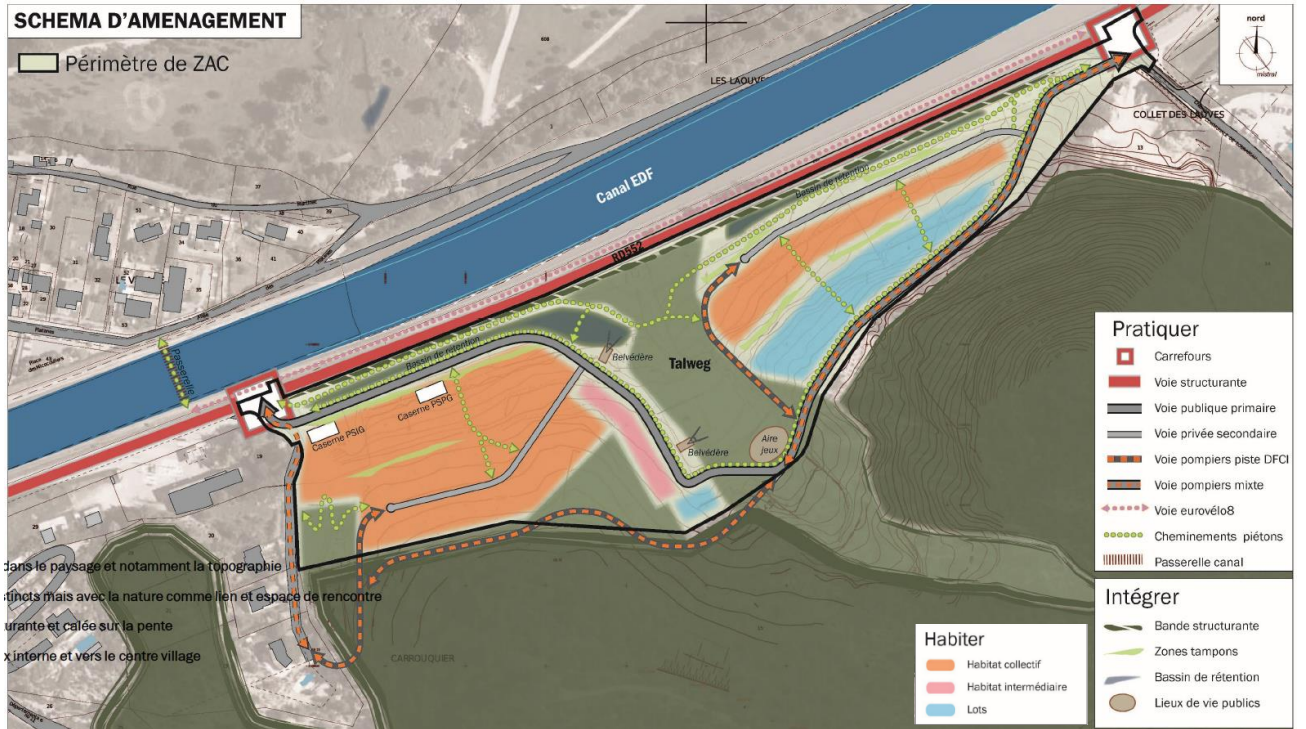 SCHEMA D'AMENAGEMENT
Périmètre de ZAC
nord
mistral
LES LAOUVES
COLLET DES LAUVES
Canal EDF
RD952
Bassin de rétention
Bassin de rétention
Passerelle
Belvédère
Talweg
Caserne PSPG
Caserne PSIG
Belvédère
Aire
jeux
dans le paysage et notamment la topographie
stincts mais avec la nature comme lien et espace de rencontre
urante et calée sur la pente
x interne et vers le centre village
CARROUQUIER
Pratiquer
Carrefours
Voie structurante
Voie publique primaire
Voie privée secondaire
Voie pompiers piste DFCI
Voie pompiers mixte
Voie eurovélo8
Cheminements piétons
Passerelle canal
Intégrer
Bande structurante
Zones tampons
Bassin de rétention
Lieux de vie publics
Habiter
Habitat collectif
Habitat intermédiaire
Lots